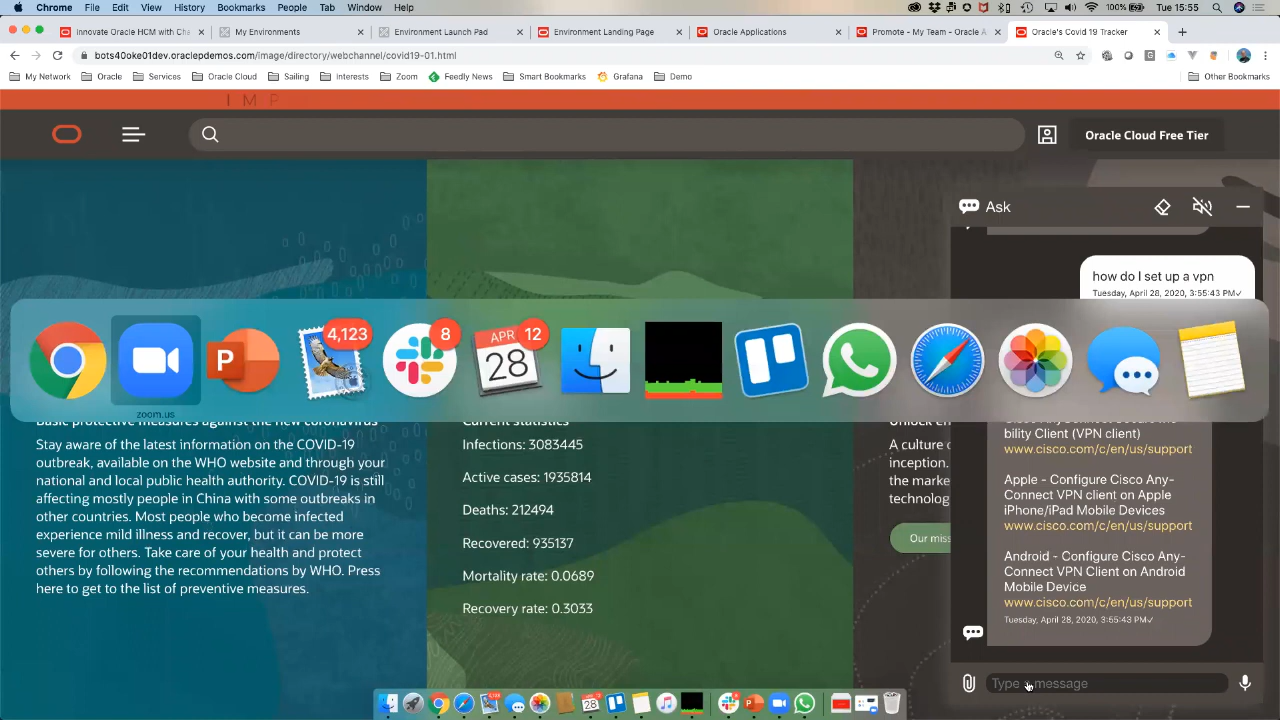 Chrome File Edit View History Bookmarks People Tab Window Help 100% Tue 15:55
Innovate Oracle HCM with Cha
My Environments
Environment Launch Pad
Environment Landing Page
Oracle Applications
Promote - My Team - Oracle A
Oracle's Covid 19 Tracker
bots40oke01dev.oraclepdemos.com/image/directory/webchannel/covid19-01.html
My Network Oracle Services Oracle Cloud Sailing Interests Zoom Feedly News Smart Bookmarks Grafana Demo Other Bookmarks
I M P
Oracle Cloud Free Tier
Ask
how do I set up a vpn
Tuesday, April 28, 2020, 3:55:43 PM✓
4,123
8
APR
12
28
P
zoom.us
Basic protective measures against the new coronavirus
Stay aware of the latest information on the COVID-19
outbreak, available on the WHO website and through your
national and local public health authority. COVID-19 is still
affecting mostly people in China with some outbreaks in
other countries. Most people who become infected
experience mild illness and recover, but it can be more
severe for others. Take care of your health and protect
others by following the recommendations by WHO. Press
here to get to the list of preventive measures.
Current statistics
Infections: 3083445
Active cases: 1935814
Deaths: 212494
Recovered: 935137
Mortality rate: 0.0689
Recovery rate: 0.3033
A culture o
inception.
the marke
technolog
Our miss
bility Client (VPN client)
www.cisco.com/c/en/us/support
Apple - Configure Cisco Any-
Connect VPN client on Apple
iPhone/iPad Mobile Devices
www.cisco.com/c/en/us/support
Android - Configure Cisco Any-
Connect VPN Client on Android
Mobile Device
www.cisco.com/c/en/us/support
Tuesday, April 28, 2020, 3:55:43 PM✓
Type a message